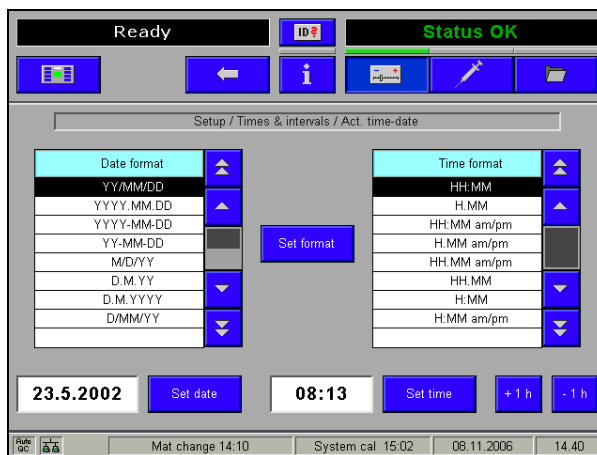 Ready
ID?
Status OK
i
Setup / Times & intervals / Act. time-date
Date format
YY/MM/DD
YYYY.MM.DD
YYYY-MM-DD
YY-MM-DD
M/D/YY
D.M.YY
D.M.YYYY
D/MM/YY
Set format
Time format
HH:MM
H.MM
HH:MM am/pm
H.MM am/pm
HH.MM am/pm
HH.MM
H:MM
H:MM am/pm
23.5.2002
Set date
08:13
Set time
+ 1 h
- 1 h
Auto QC
Mat change 14:10
System cal 15:02
08.11.2006
14.40